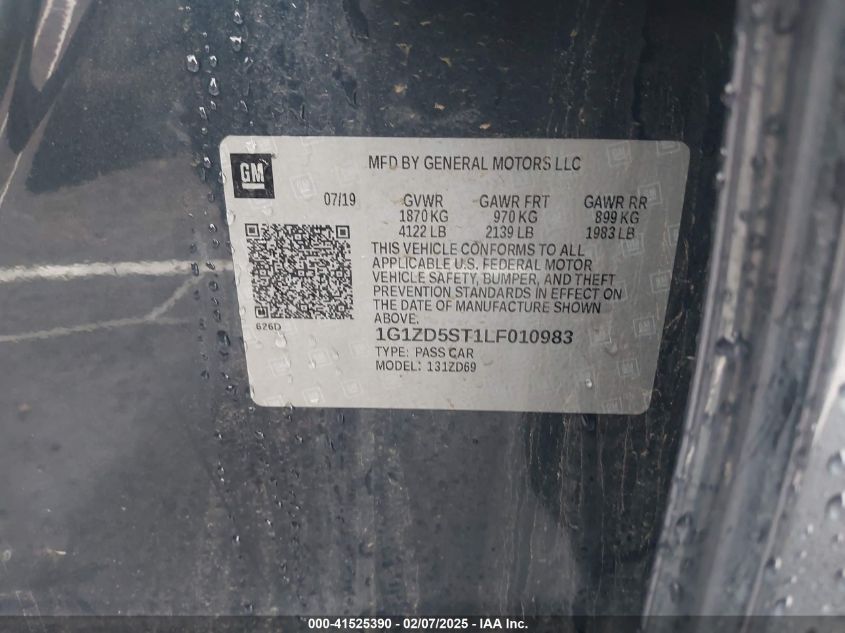 GM
MFD BY GENERAL MOTORS LLC
07/19 GVWR GAWR FRT GAWR RR
1870 KG 970 KG 899 KG
4122 LB 2139 LB 1983 LB
THIS VEHICLE CONFORMS TO ALL
APPLICABLE U.S. FEDERAL MOTOR
VEHICLE SAFETY, BUMPER, AND THEFT
PREVENTION STANDARDS IN EFFECT ON
THE DATE OF MANUFACTURE SHOWN
ABOVE.
626D
1G1ZD5ST1LF010983
TYPE: PASS CAR
MODEL: 131ZD69
000-41525390 - 02/07/2025 - IAA Inc.